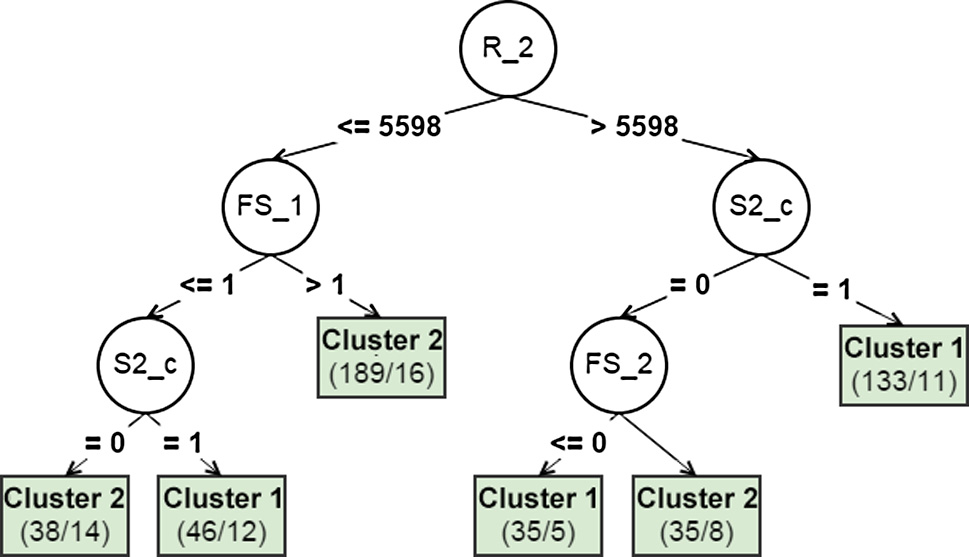 R_2
<= 5598
> 5598
FS_1
S2_c
<= 1
> 1
= 0
= 1
S2_c
Cluster 2
(189/16)
FS_2
Cluster 1
(133/11)
= 0
= 1
<= 0
Cluster 2
(38/14)
Cluster 1
(46/12)
Cluster 1
(35/5)
Cluster 2
(35/8)